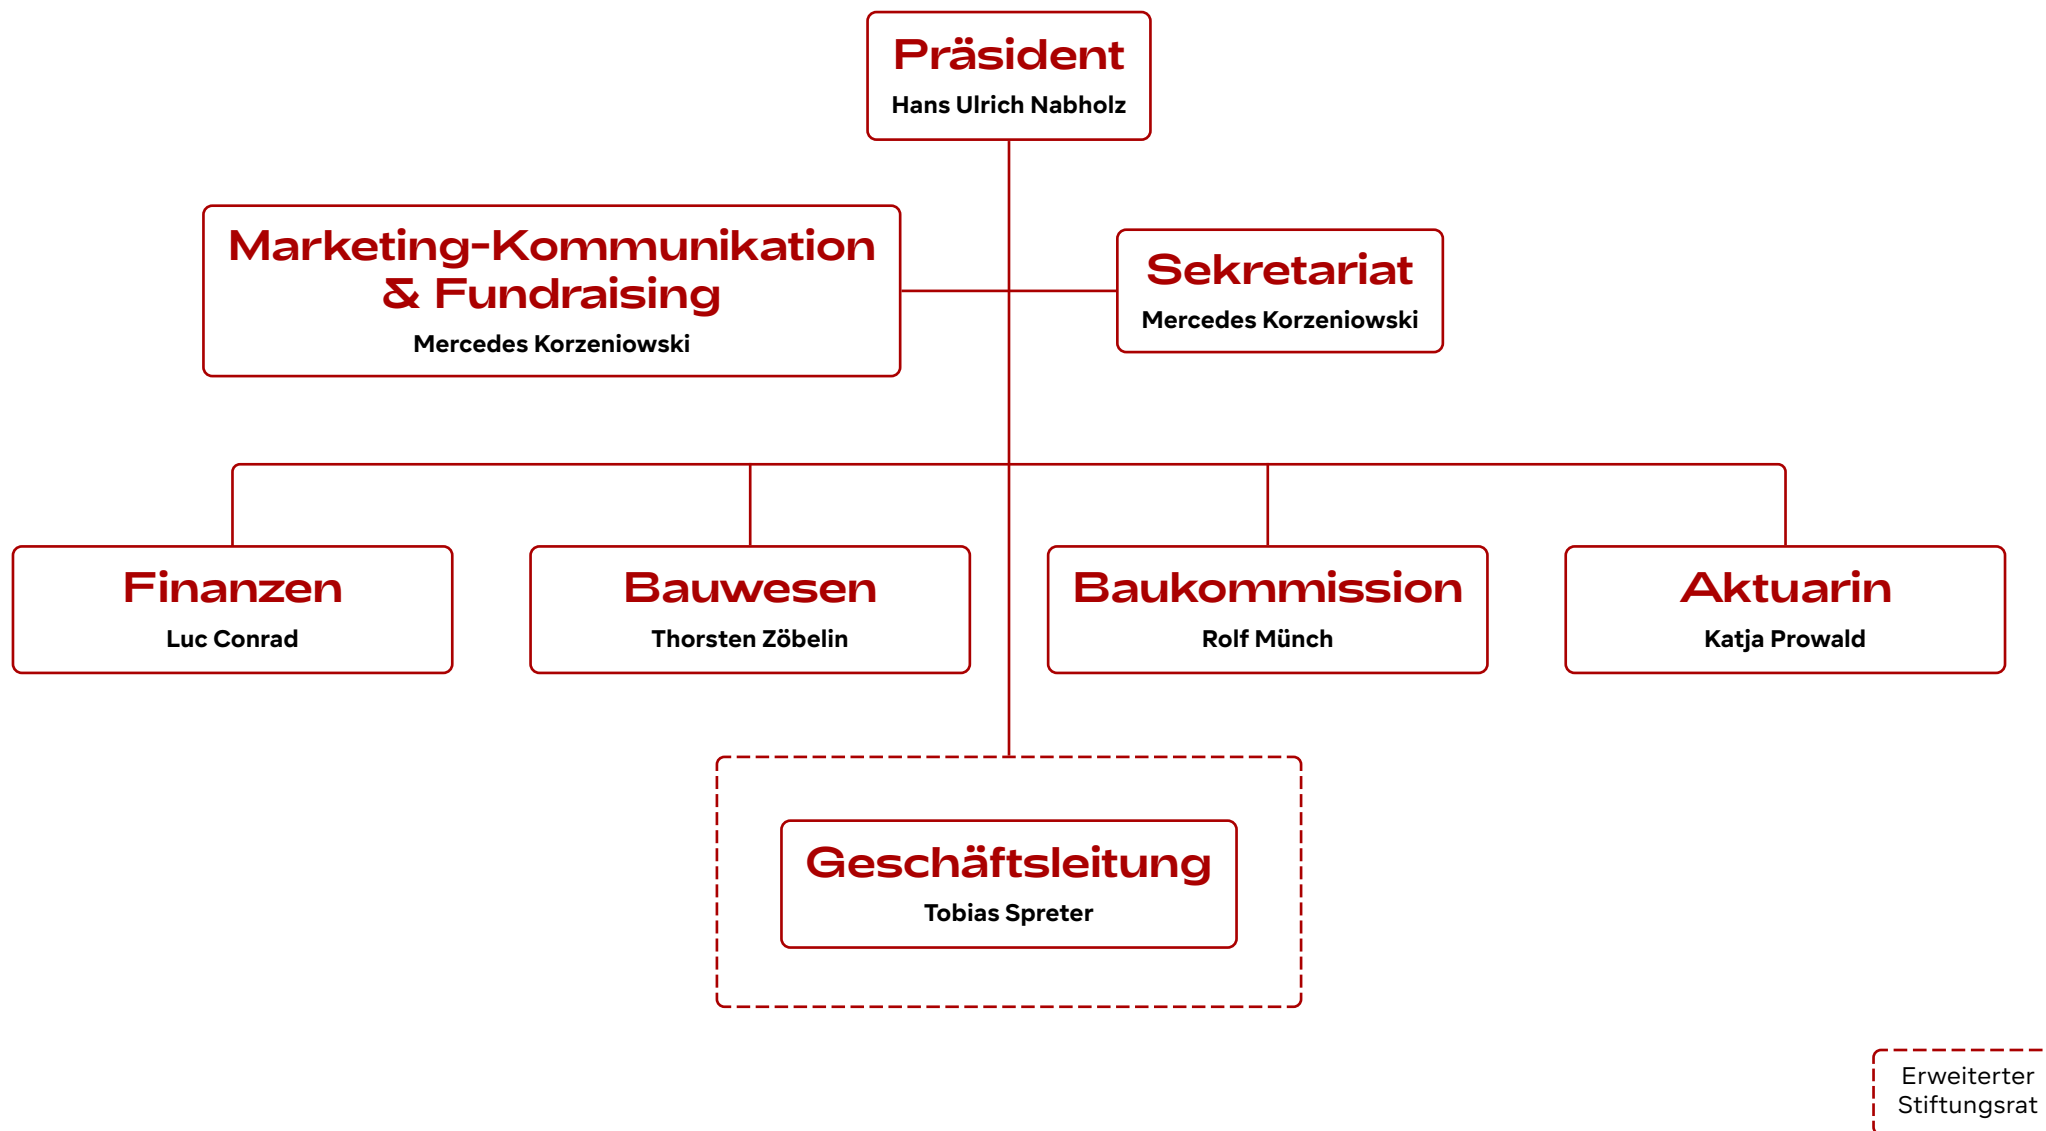 Präsident
Hans Ulrich Nabholz
Marketing-Kommunikation
& Fundraising
Mercedes Korzeniowski
Sekretariat
Mercedes Korzeniowski
Finanzen
Luc Conrad
Bauwesen
Thorsten Zöbelin
Baukommission
Rolf Münch
Aktuarin
Katja Prowald
Geschäftsleitung
Tobias Spreter
Erweiterter
Stiftungsrat